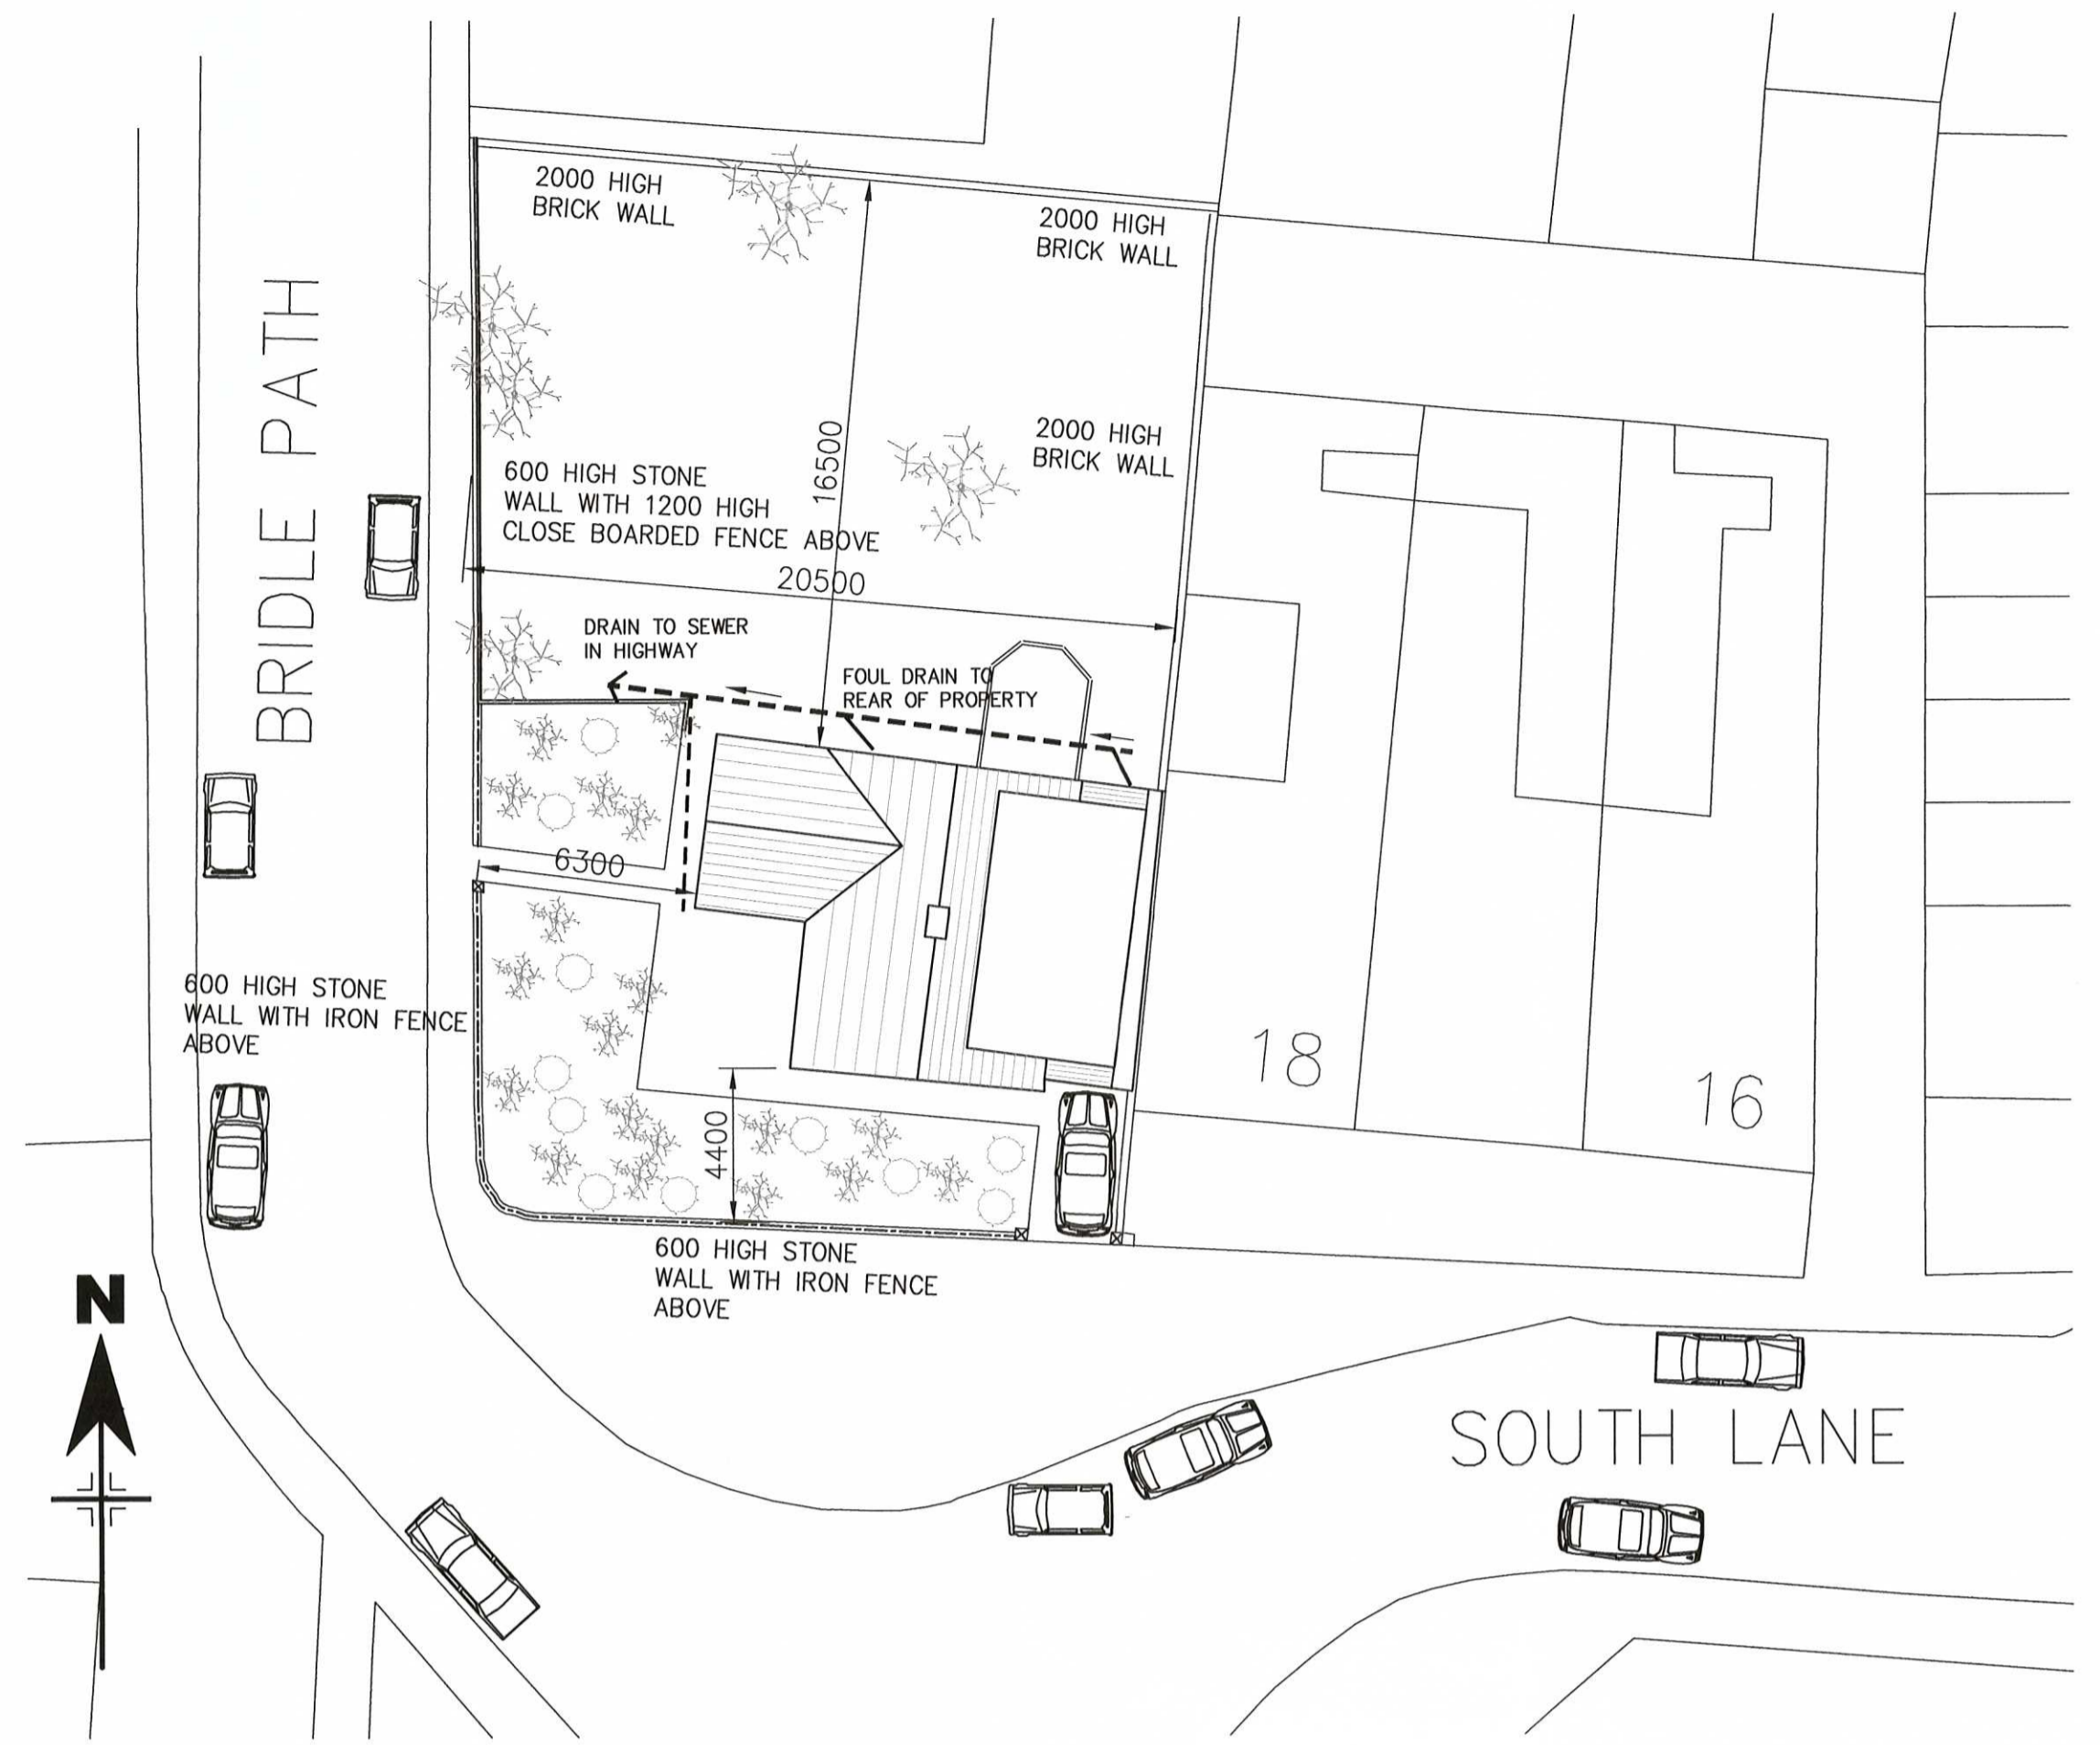 2000 HIGH
BRICK WALL
2000 HIGH
BRICK WALL
BRIDLE PATH
2000 HIGH
BRICK WALL
16500
600 HIGH STONE
WALL WITH 1200 HIGH
CLOSE BOARDED FENCE ABOVE
20500
DRAIN TO SEWER
IN HIGHWAY
FOUL DRAIN TO
REAR OF PROPERTY
6300
600 HIGH STONE
WALL WITH IRON FENCE
ABOVE
18
16
4400
600 HIGH STONE
WALL WITH IRON FENCE
ABOVE
N
SOUTH LANE